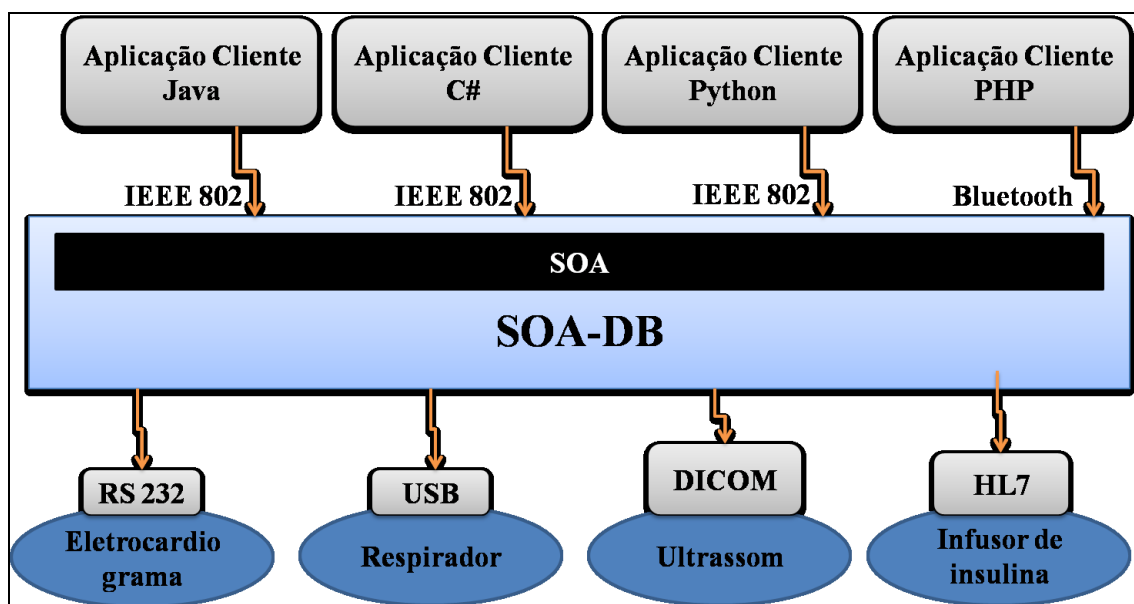 Aplicação Cliente
Java
Aplicação Cliente
C#
Aplicação Cliente
Python
Aplicação Cliente
PHP
IEEE 802
IEEE 802
IEEE 802
Bluetooth
SOA
SOA-DB
RS 232
USB
DICOM
HL7
Eletrocardio
grama
Respirador
Ultrassom
Infusor de
insulina